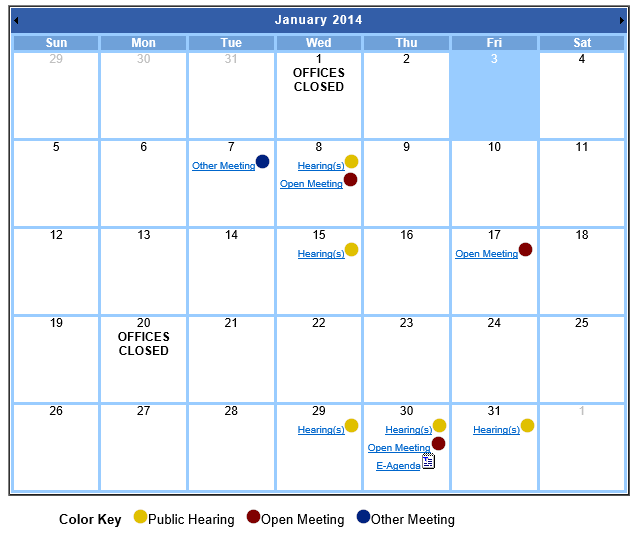 January 2014
Sun Mon Tue Wed Thu Fri Sat
29 30 31 1 2 3 4
OFFICES
CLOSED
5 6 7 8 9 10 11
Other Meeting Hearing(s)
Open Meeting
12 13 14 15 16 17 18
Hearing(s) Open Meeting
19 20 21 22 23 24 25
OFFICES
CLOSED
26 27 28 29 30 31 1
Hearing(s) Hearing(s) Hearing(s)
Open Meeting
E-Agenda
Color Key Public Hearing Open Meeting Other Meeting